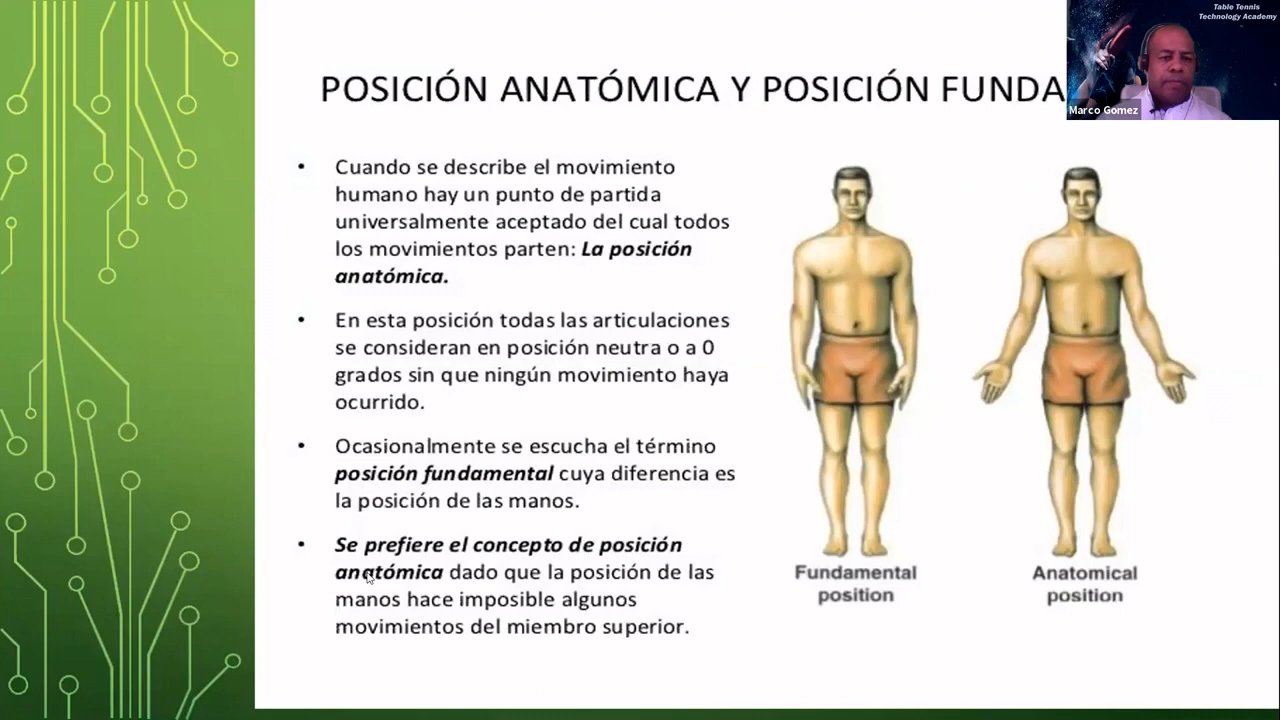 Table Tennis
Technology Academy
Marco Gomez
POSICIÓN ANATÓMICA Y POSICIÓN FUNDA
• Cuando se describe el movimiento
humano hay un punto de partida
universalmente aceptado del cual todos
los movimientos parten: La posición
anatómica.
• En esta posición todas las articulaciones
se consideran en posición neutra o a 0
grados sin que ningún movimiento haya
ocurrido.
• Ocasionalmente se escucha el término
posición fundamental cuya diferencia es
la posición de las manos.
• Se prefiere el concepto de posición
anatómica dado que la posición de las
manos hace imposible algunos
movimientos del miembro superior.
Fundamental
position
Anatomical
position